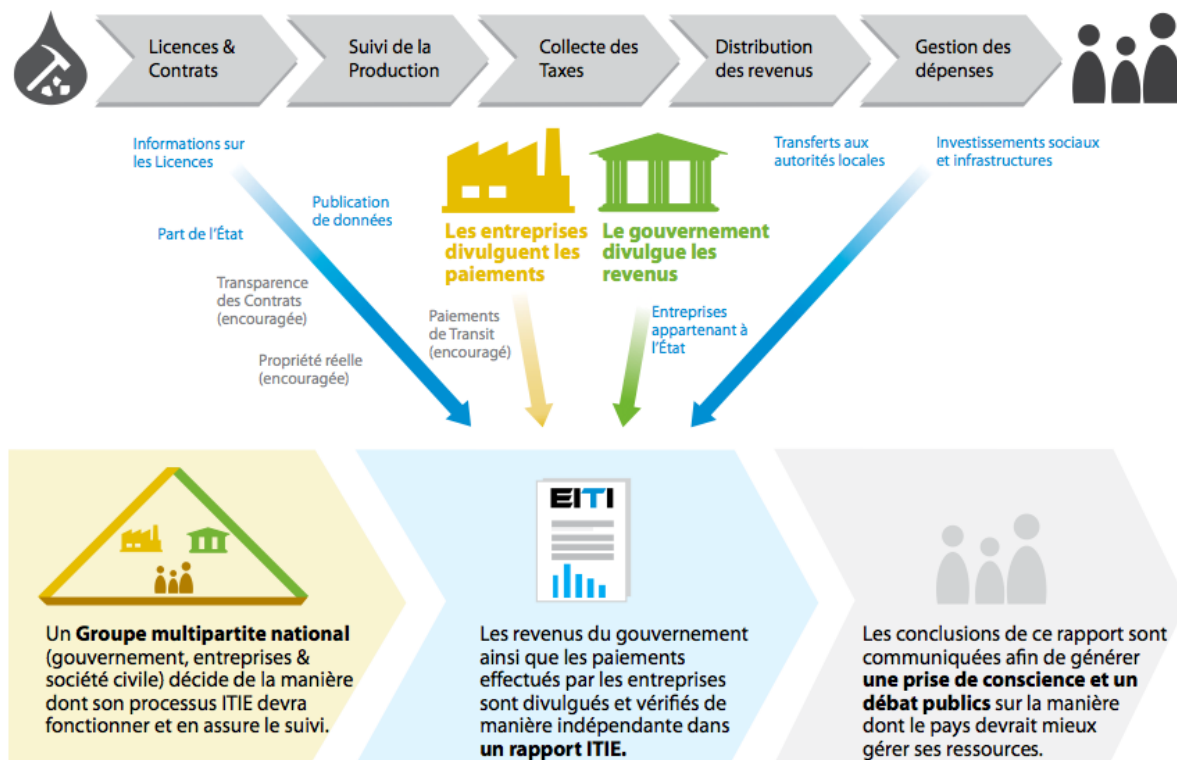 Licences &
Contrats
Suivi de la
Production
Collecte des
Taxes
Distribution
des revenus
Gestion des
dépenses
Informations sur
les Licences
Part de l’État
Publication
de données
Transparence
des Contrats
(encouragée)
Propriété réelle
(encouragée)
Les entreprises
divulguent les
paiements
Paiements
de Transit
(encouragé)
Le gouvernement
divulgue les
revenus
Entreprises
appartenant à
l’État
Transferts aux
autorités locales
Investissements sociaux
et infrastructures
Un Groupe multipartite national
(gouvernement, entreprises &
société civile) décide de la manière
dont son processus ITIE devra
fonctionner et en assure le suivi.
EITI
Les revenus du gouvernement
ainsi que les paiements
effectués par les entreprises
sont divulgués et vérifiés de
manière indépendante dans
un rapport ITIE.
Les conclusions de ce rapport sont
communiquées afin de générer
une prise de conscience et un
débat publics sur la manière
dont le pays devrait mieux
gérer ses ressources.